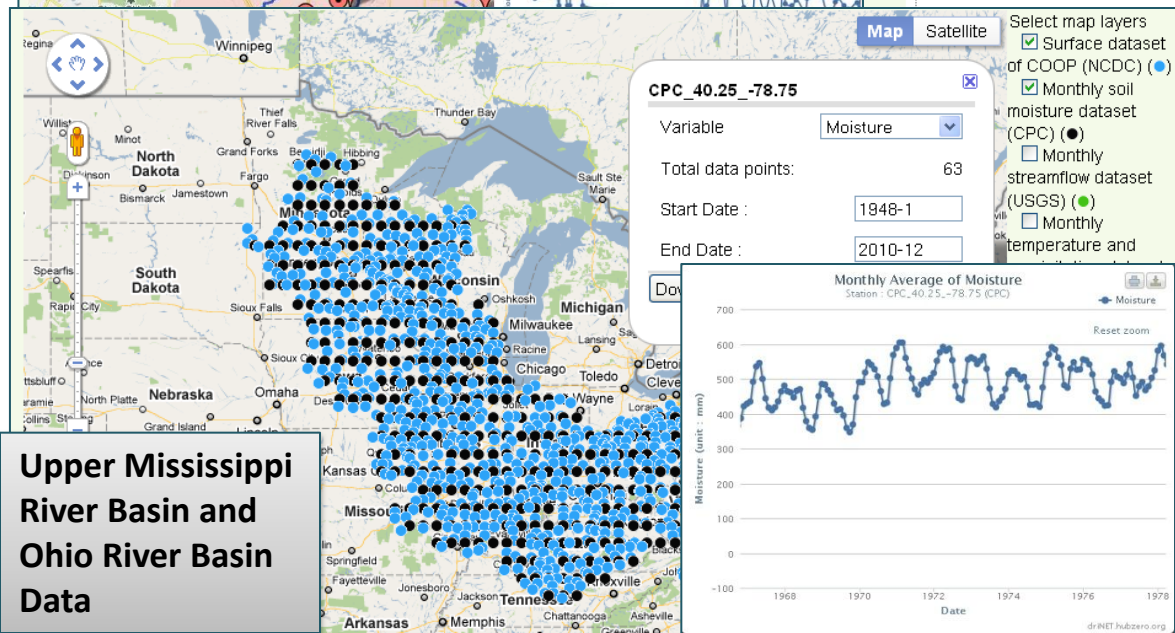 Map Satellite
Select map layers
Surface dataset
of COOP (NCDC) (●)
Monthly soil
moisture dataset
(CPC) (●)
Monthly
streamflow dataset
(USGS) (●)
Monthly
temperature and
CPC_40.25_-78.75
Variable Moisture
Total data points: 63
Start Date : 1948-1
End Date : 2010-12
Monthly Average of Moisture
Station : CPC_40.25_-78.75 (CPC)
Moisture
Reset zoom
700
600
500
400
300
200
100
0
-100
Moisture (unit : mm)
1968 1970 1972 1974 1976 1978
Date
driNET.hubzero.org
Regina
Winnipeg
Thunder Bay
Thief
River Falls
Minot
Grand Forks
Hibbing
North
Dakota
Fargo
Bismarck
Jamestown
Sault Ste.
Marie
South
Dakota
Rapid City
Sioux Falls
Oshkosh
Michigan
Milwaukee
Lansing
Racine
Chicago
Toledo
Nebraska
Omaha
North Platte
Grand Island
Wayne
Springfield
Fayetteville
Jonesboro
Jackson
Chattanooga
Asheville
Arkansas
Memphis
Greenville
Upper Mississippi
River Basin and
Ohio River Basin
Data